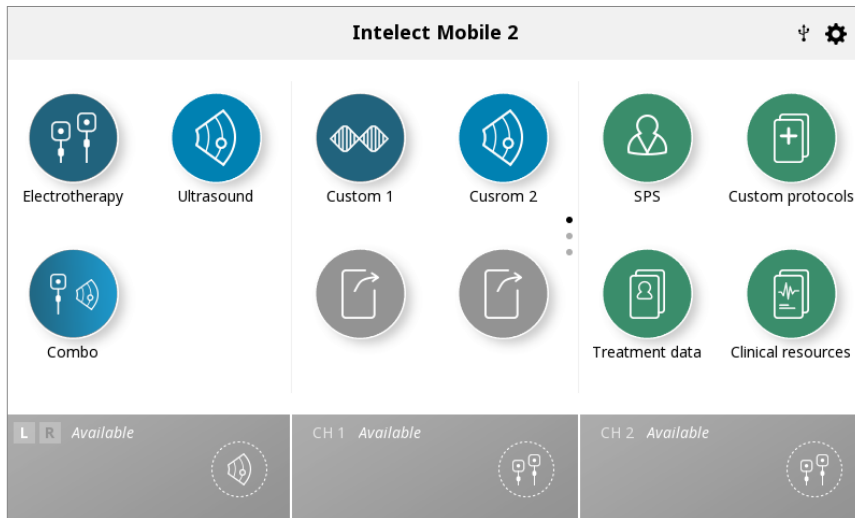 Intelect Mobile 2
Electrotherapy
Ultrasound
Custom 1
Cusrom 2
SPS
Custom protocols
Combo
Treatment data
Clinical resources
L R Available
CH 1 Available
CH 2 Available